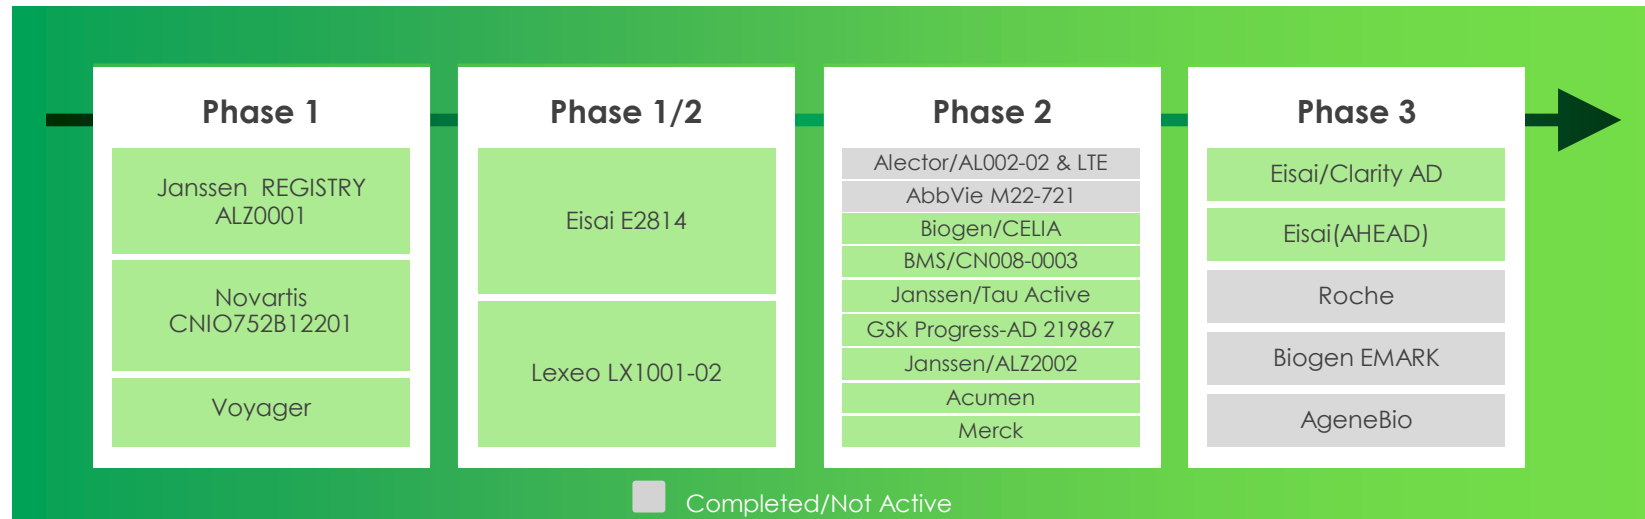 Phase 1
Janssen REGISTRY
ALZ0001
Novartis
CNIO752B12201
Voyager
Phase 1/2
Eisai E2814
Lexeo LX1001-02
Phase 2
Alector/AL002-02 & LTE
AbbVie M22-721
Biogen/CELIA
BMS/CN008-0003
Janssen/Tau Active
GSK Progress-AD 219867
Janssen/ALZ2002
Acumen
Merck
Phase 3
Eisai/Clarity AD
Eisai(AHEAD)
Roche
Biogen EMARK
AgeneBio
Completed/Not Active